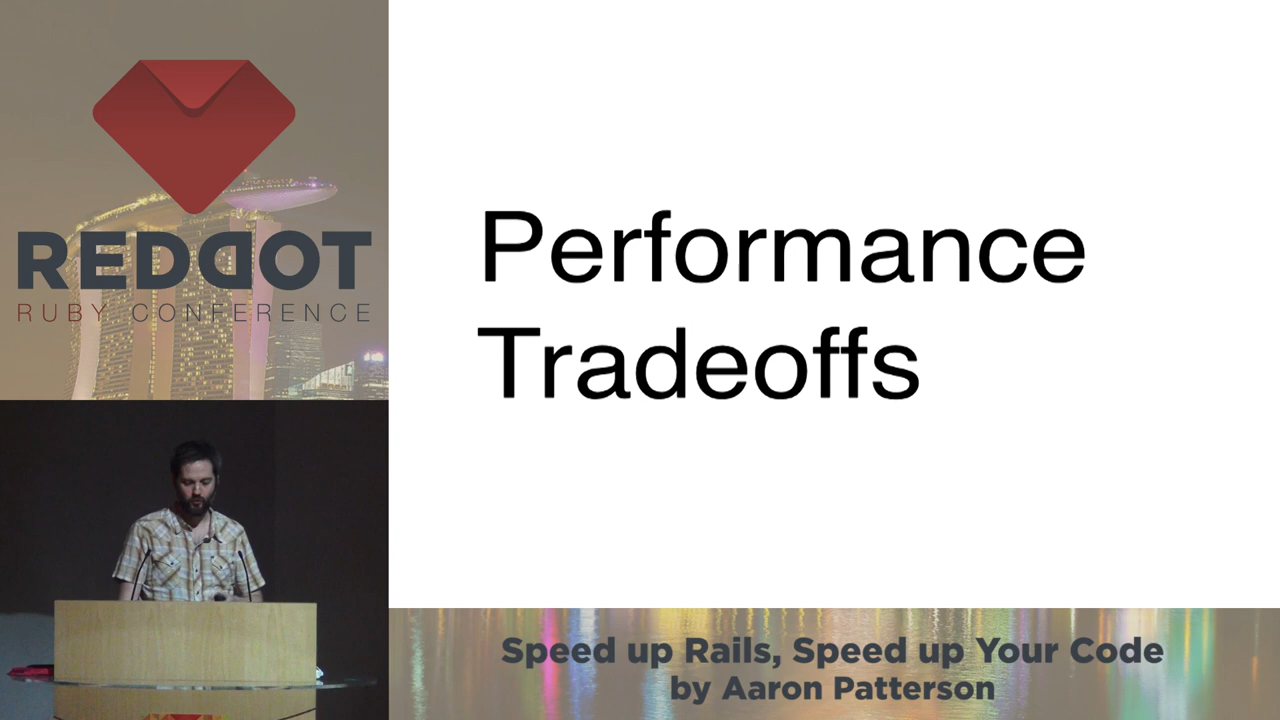 REDDOT
RUBY CONFERENCE
Performance
Tradeoffs
Speed up Rails, Speed up Your Code
by Aaron Patterson